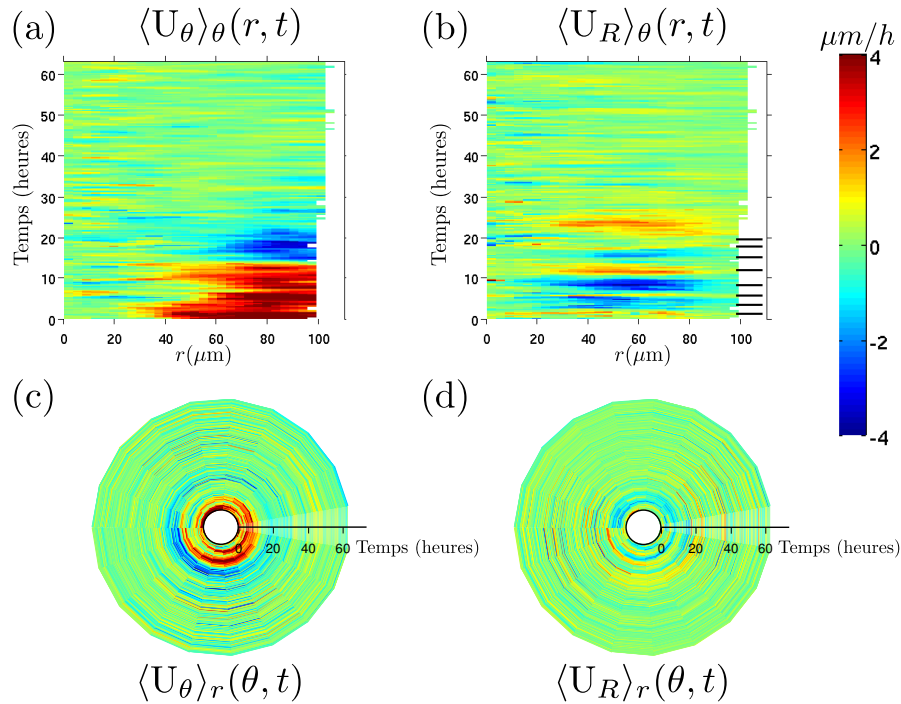 (a) ⟨U_θ⟩_θ(r, t)
(b) ⟨U_R⟩_θ(r, t)
μm/h
Temps (heures)
60
50
40
30
20
10
0
0 20 40 60 80 100
r(μm)
Temps (heures)
60
50
40
30
20
10
0
0 20 40 60 80 100
r(μm)
4
2
0
-2
-4
(c)
0 20 40 60 Temps (heures)
⟨U_θ⟩_r(θ, t)
(d)
0 20 40 60 Temps (heures)
⟨U_R⟩_r(θ, t)